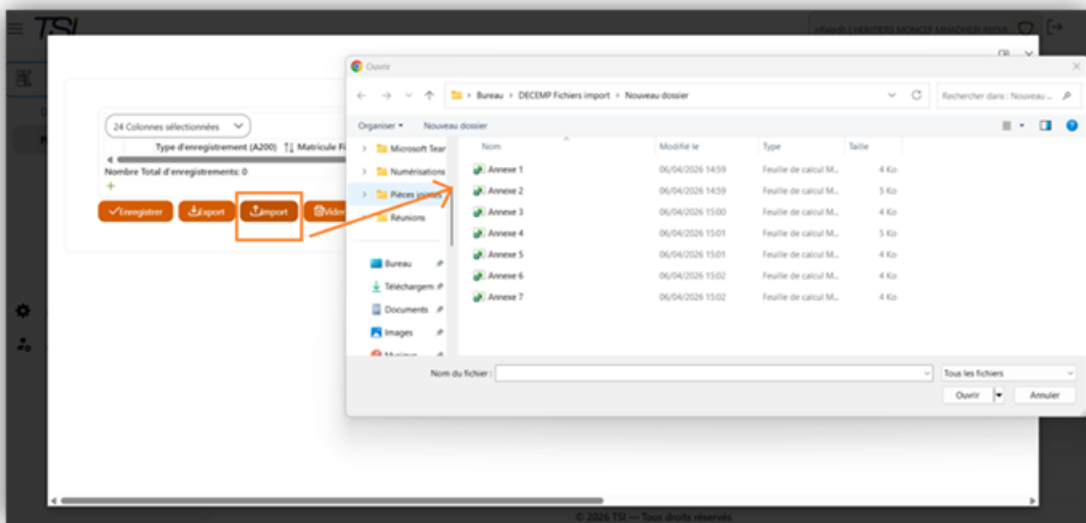 TSI
Ouvrir
Bureau > DECEMP Fichiers import > Nouveau dossier
Rechercher dans : Nouveau ...
Organiser
Nouveau dossier
24 Colonnes sélectionnées
Type d'enregistrement (A200) Matricule Fi
Nombre Total d'enregistrements: 0
+
Enregistrer
Export
Import
Vider
Microsoft Tear
Numérisations
Pièces jointes
Réunions
Bureau
Téléchargem
Documents
Images
Musique
Nom Modifié le Type Taille
Annexe 1 06/04/2026 14:59 Feuille de calcul M... 4 Ko
Annexe 2 06/04/2026 14:59 Feuille de calcul M... 5 Ko
Annexe 3 06/04/2026 15:00 Feuille de calcul M... 4 Ko
Annexe 4 06/04/2026 15:01 Feuille de calcul M... 5 Ko
Annexe 5 06/04/2026 15:01 Feuille de calcul M... 4 Ko
Annexe 6 06/04/2026 15:02 Feuille de calcul M... 4 Ko
Annexe 7 06/04/2026 15:02 Feuille de calcul M... 4 Ko
Nom du fichier :
Tous les fichiers
Ouvrir
Annuler
© 2026 TSI — Tous droits réservés